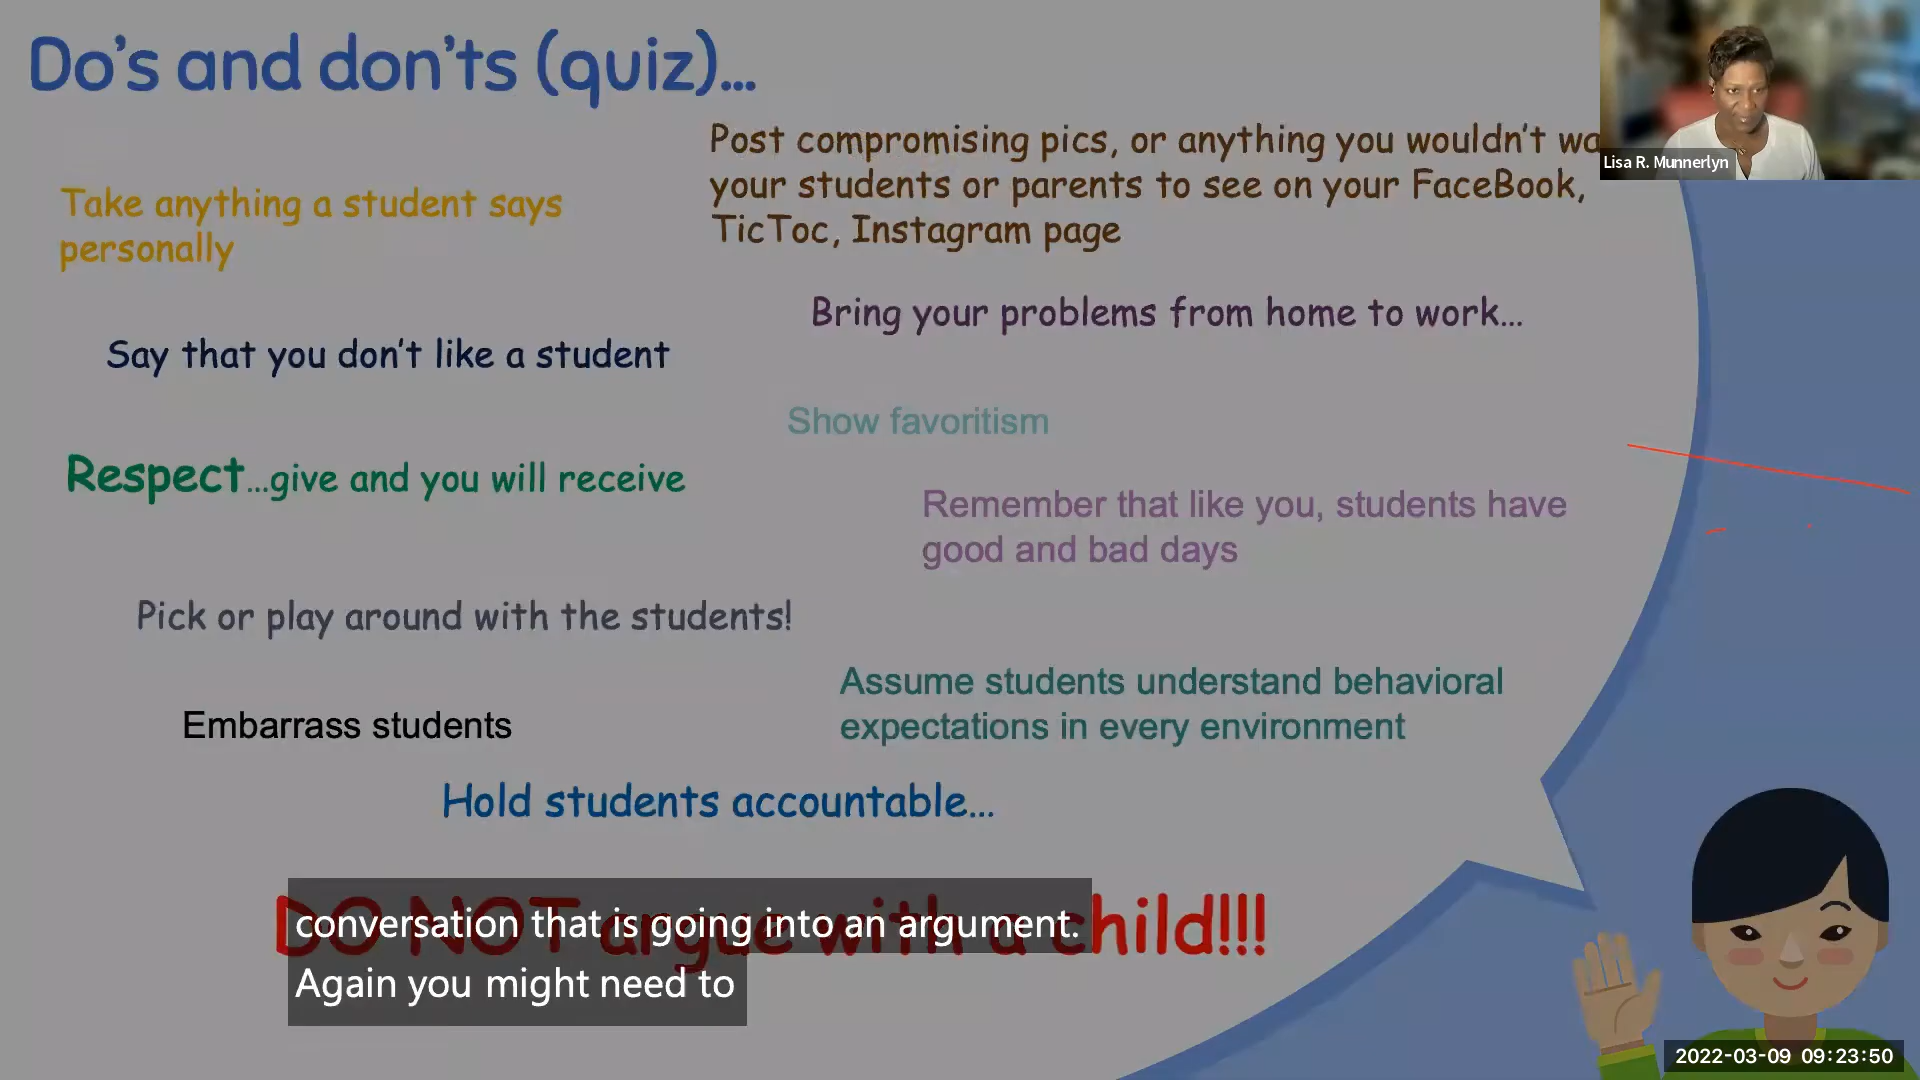 Do's and don'ts (quiz)...
Post compromising pics, or anything you wouldn't wa
your students or parents to see on your FaceBook,
TicToc, Instagram page
Lisa R. Munnerlyn
Take anything a student says
personally
Bring your problems from home to work...
Say that you don't like a student
Show favoritism
Respect...give and you will receive
Remember that like you, students have
good and bad days
Pick or play around with the students!
Assume students understand behavioral
expectations in every environment
Embarrass students
Hold students accountable...
DO NOT argue with a child!!!
conversation that is going into an argument.
Again you might need to
2022-03-09 09:23:50